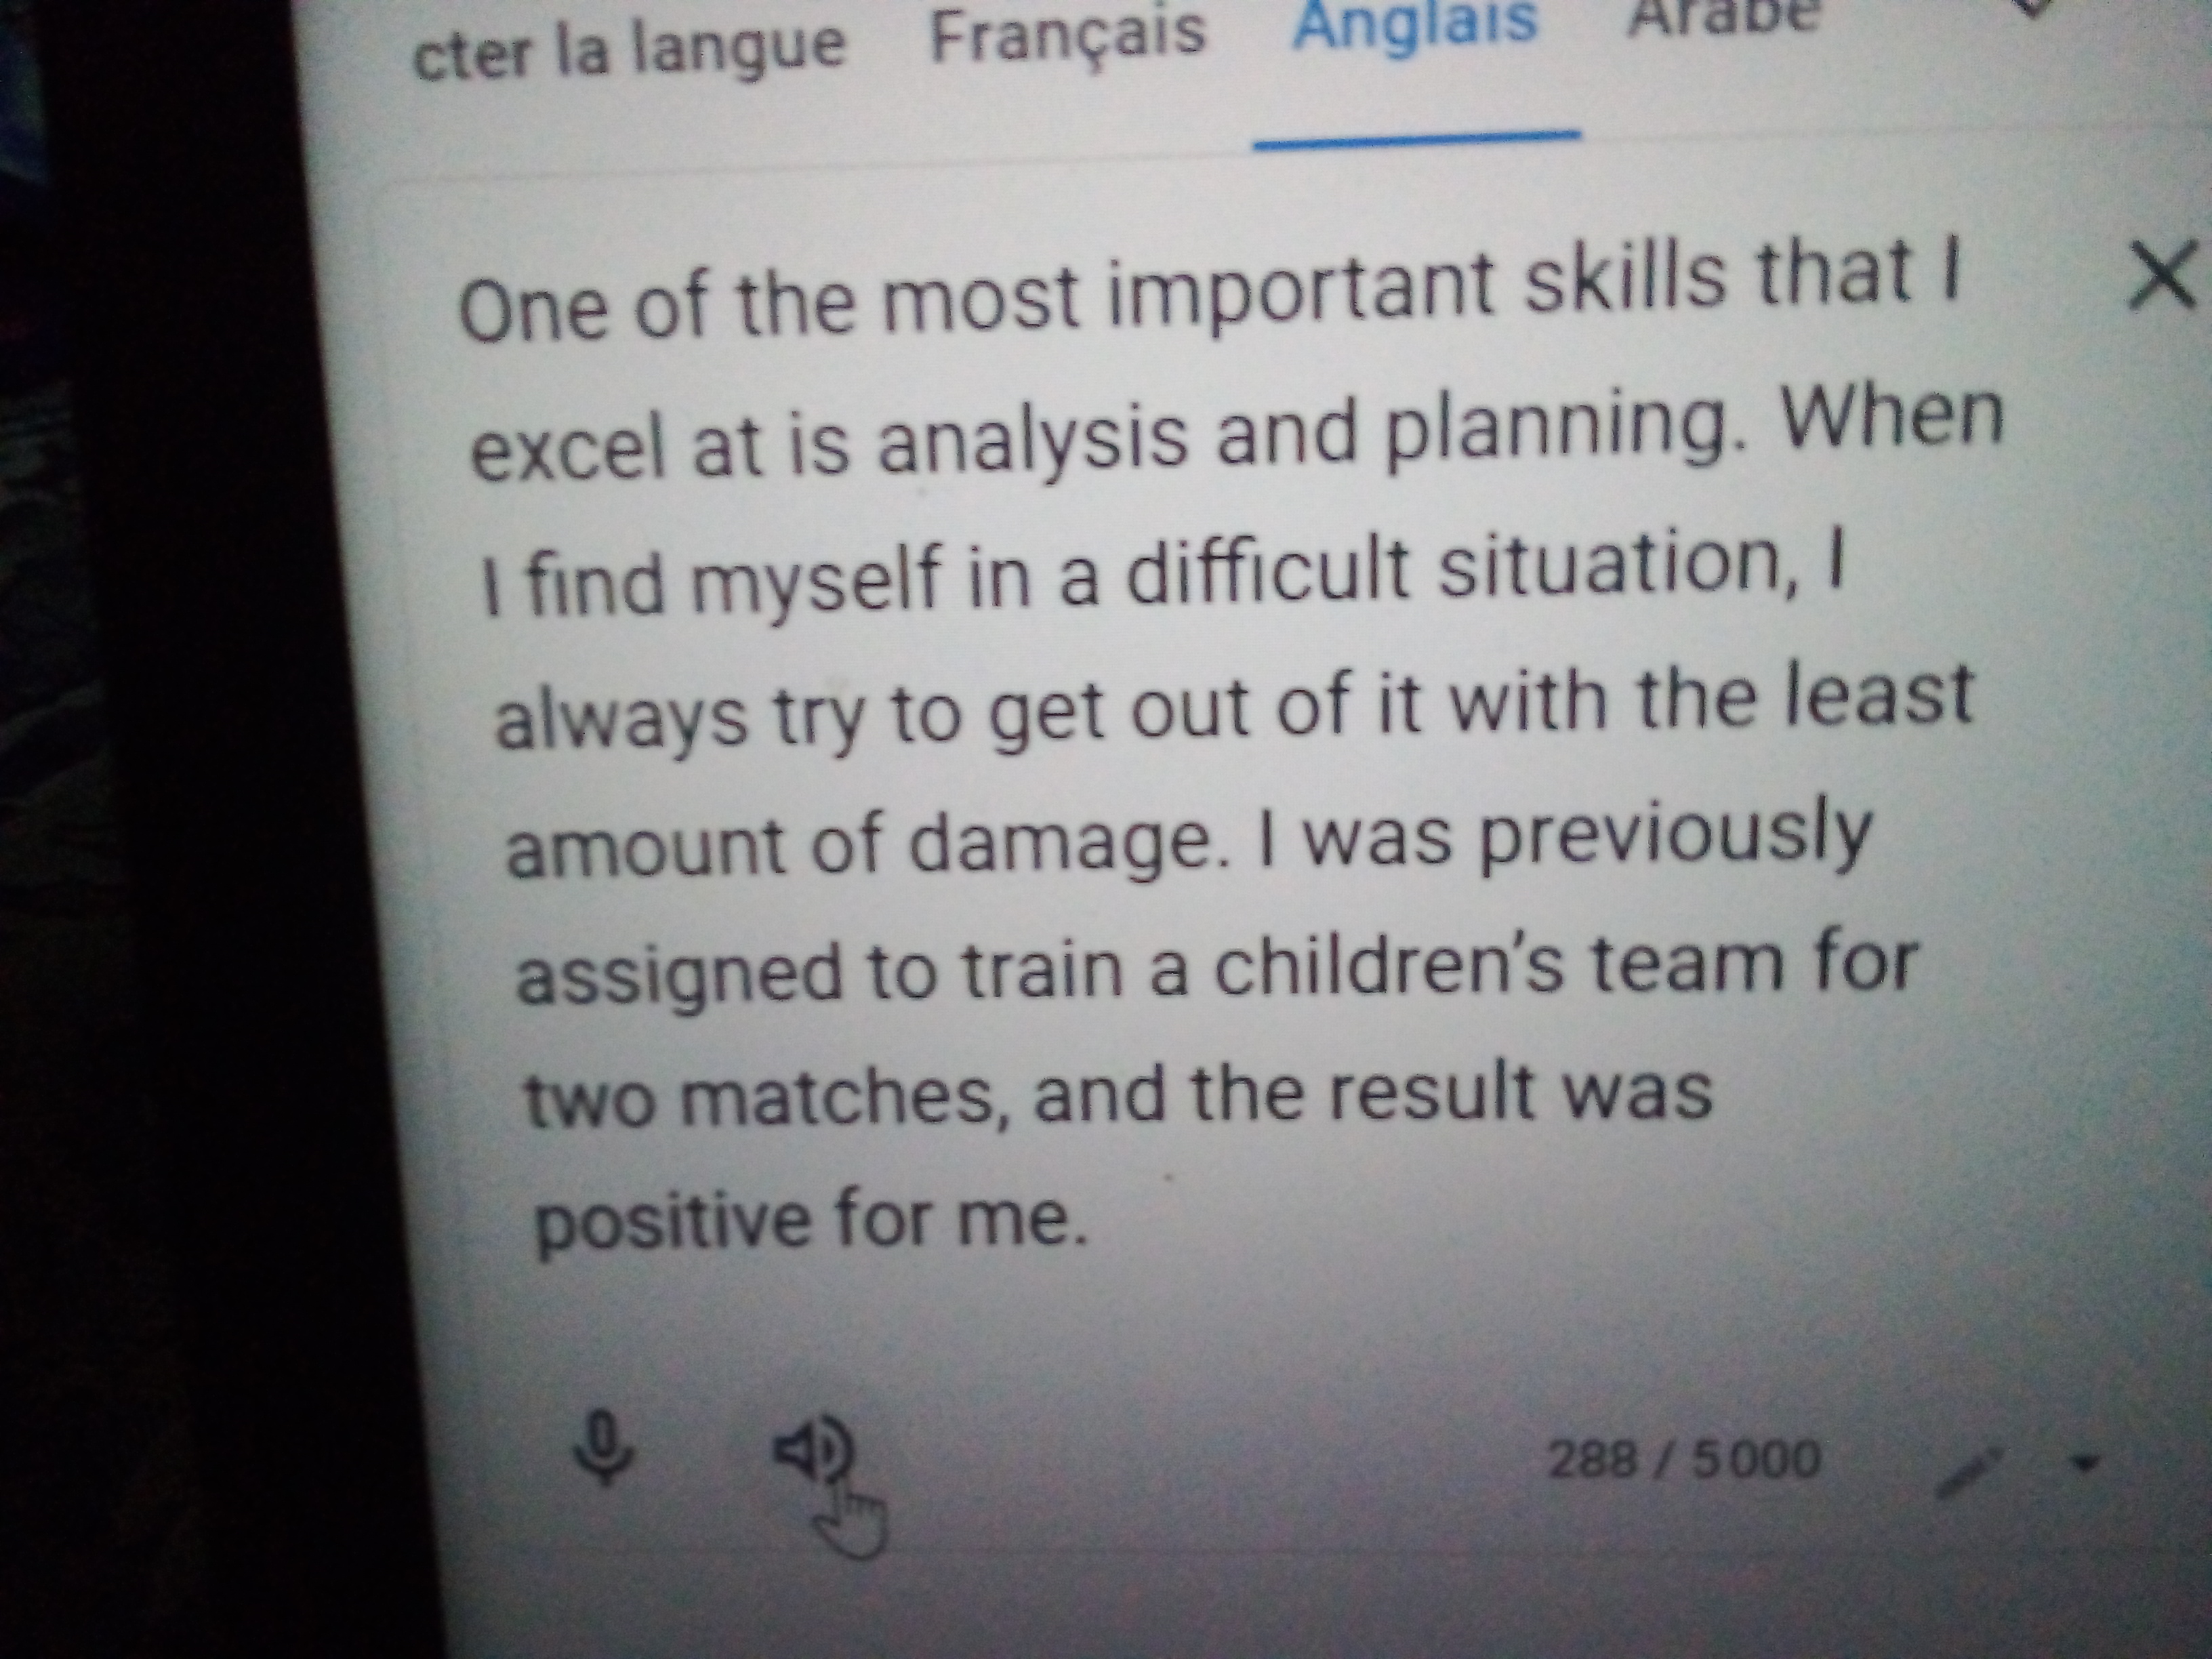 cter la langue Français Anglais Arabe
One of the most important skills that I
excel at is analysis and planning. When
I find myself in a difficult situation, I
always try to get out of it with the least
amount of damage. I was previously
assigned to train a children's team for
two matches, and the result was
positive for me.
288 / 5 000